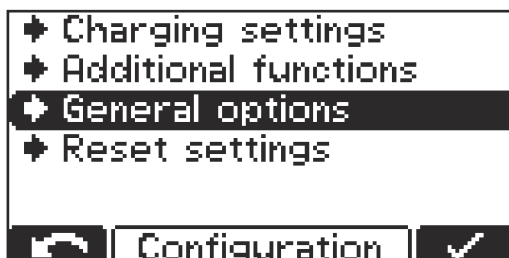 Charging settings
Additional functions
General options
Reset settings
Configuration